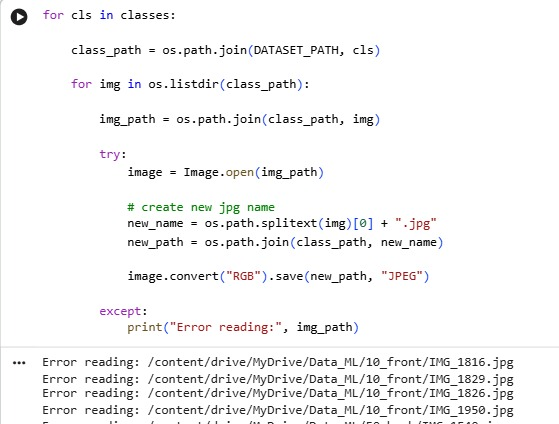 for cls in classes:
class_path = os.path.join(DATASET_PATH, cls)
for img in os.listdir(class_path):
img_path = os.path.join(class_path, img)
try:
image = Image.open(img_path)
# create new jpg name
new_name = os.path.splitext(img)[0] + ".jpg"
new_path = os.path.join(class_path, new_name)
image.convert("RGB").save(new_path, "JPEG")
except:
print("Error reading:", img_path)
Error reading: /content/drive/MyDrive/Data_ML/10_front/IMG_1816.jpg
Error reading: /content/drive/MyDrive/Data_ML/10_front/IMG_1829.jpg
Error reading: /content/drive/MyDrive/Data_ML/10_front/IMG_1826.jpg
Error reading: /content/drive/MyDrive/Data_ML/10_front/IMG_1950.jpg